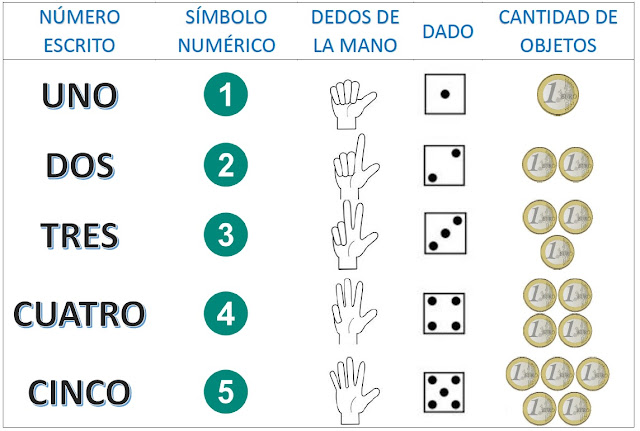 NÚMERO ESCRITO
SÍMBOLO NUMÉRICO
DEDOS DE LA MANO
DADO
CANTIDAD DE OBJETOS
UNO 1
DOS 2
TRES 3
CUATRO 4
CINCO 5